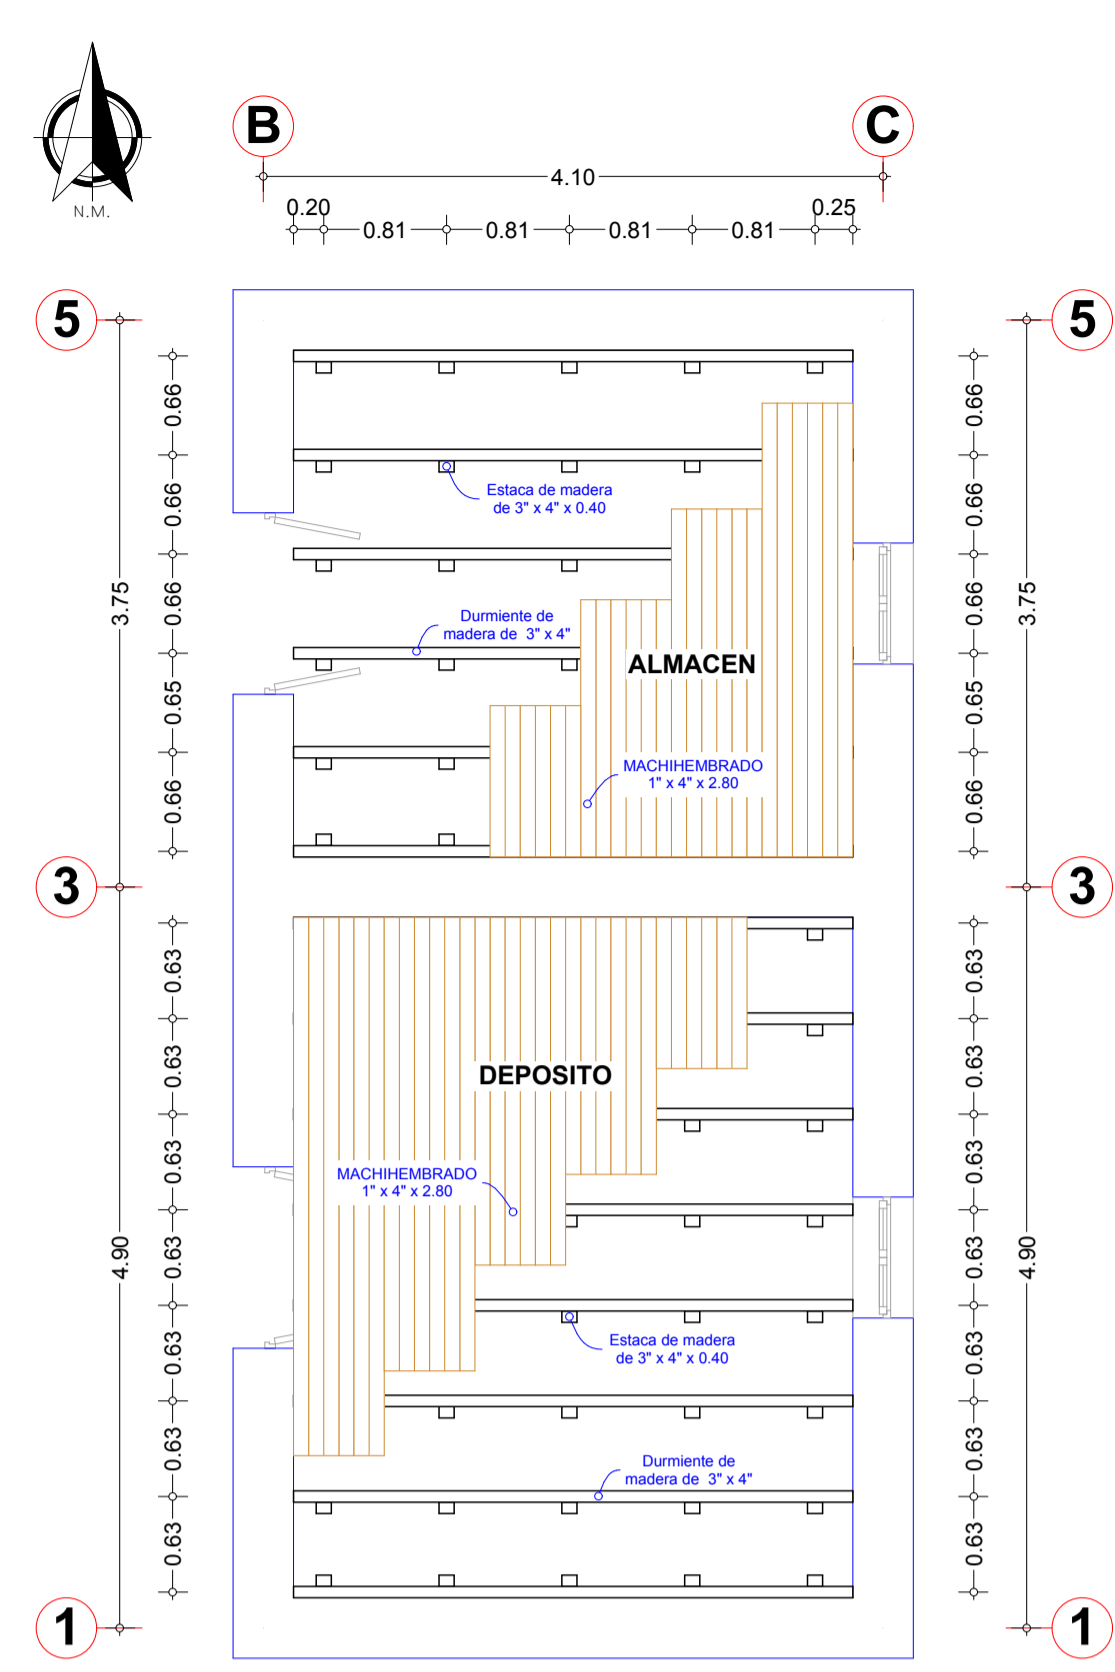 B
C
4.10
0.20
0.25
0.81
0.81
0.81
0.81
N.M.
5
5
0.66
0.66
0.66
0.66
Estaca de madera
de 3" x 4" x 0.40
3.75
0.66
0.66
3.75
Durmiente de
madera de 3" x 4"
ALMACEN
0.65
0.65
MACHIHEMBRADO
1" x 4" x 2.80
0.66
0.66
3
3
0.63
0.63
0.63
0.63
DEPOSITO
0.63
0.63
MACHIHEMBRADO
1" x 4" x 2.80
4.90
0.63
0.63
4.90
0.63
0.63
Estaca de madera
de 3" x 4" x 0.40
0.63
0.63
Durmiente de
madera de 3" x 4"
0.63
0.63
1
1